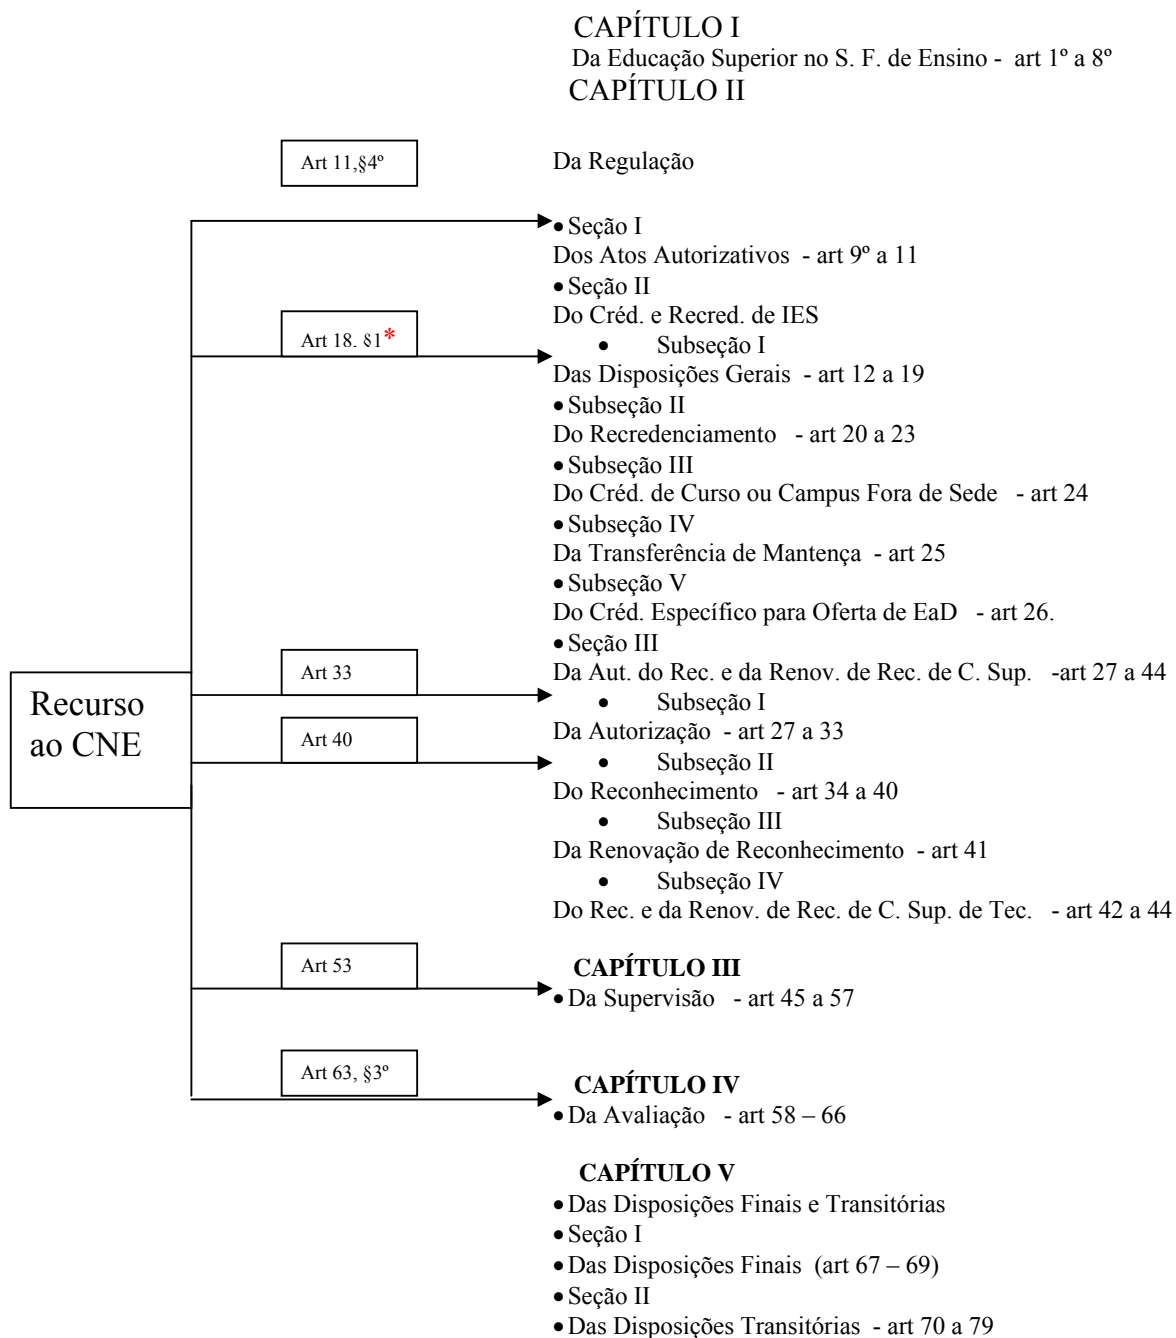 CAPÍTULO I
Da Educação Superior no S. F. de Ensino - art 1º a 8º
CAPÍTULO II
Art 11,§4º
Da Regulação
• Seção I
Dos Atos Autorizativos - art 9º a 11
• Seção II
Do Créd. e Recred. de IES
Art 18. §1*
• Subseção I
Das Disposições Gerais - art 12 a 19
• Subseção II
Do Recredenciamento - art 20 a 23
• Subseção III
Do Créd. de Curso ou Campus Fora de Sede - art 24
• Subseção IV
Da Transferência de Mantença - art 25
• Subseção V
Do Créd. Específico para Oferta de EaD - art 26.
• Seção III
Art 33
Da Aut. do Rec. e da Renov. de Rec. de C. Sup. -art 27 a 44
Recurso
ao CNE
• Subseção I
Art 40
Da Autorização - art 27 a 33
• Subseção II
Do Reconhecimento - art 34 a 40
• Subseção III
Da Renovação de Reconhecimento - art 41
• Subseção IV
Do Rec. e da Renov. de Rec. de C. Sup. de Tec. - art 42 a 44
Art 53
CAPÍTULO III
• Da Supervisão - art 45 a 57
Art 63, §3º
CAPÍTULO IV
• Da Avaliação - art 58 – 66
CAPÍTULO V
• Das Disposições Finais e Transitórias
• Seção I
• Das Disposições Finais (art 67 – 69)
• Seção II
• Das Disposições Transitórias - art 70 a 79